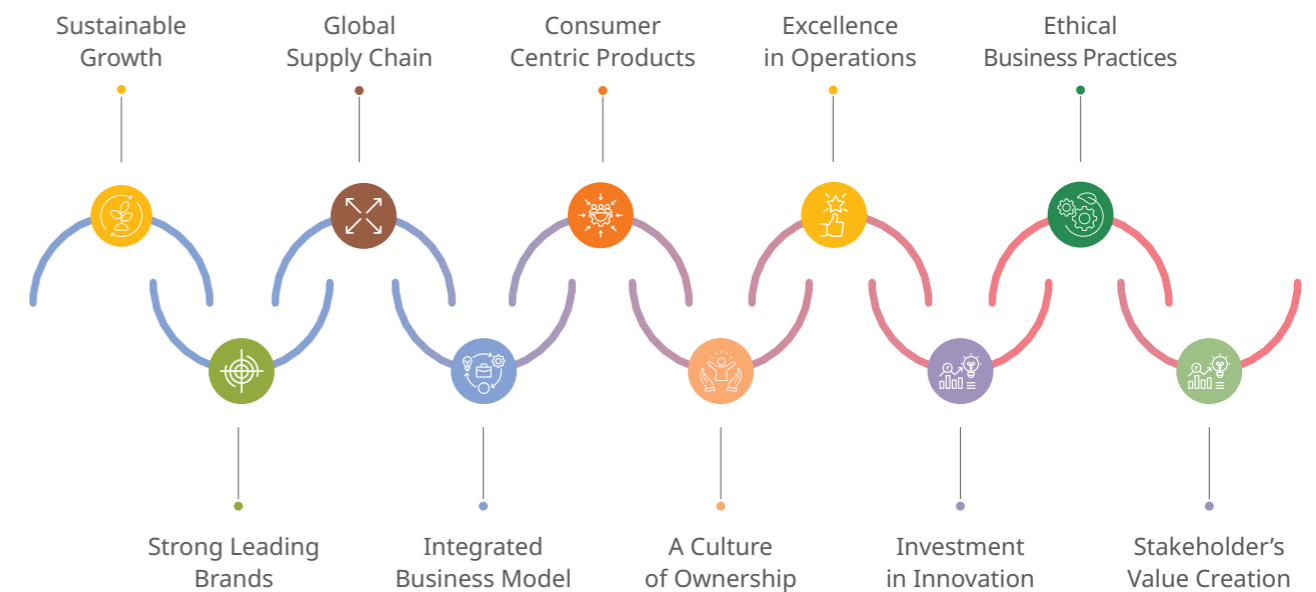 Sustainable
Growth
Global
Supply Chain
Consumer
Centric Products
Excellence
in Operations
Ethical
Business Practices
Strong Leading
Brands
Integrated
Business Model
A Culture
of Ownership
Investment
in Innovation
Stakeholder’s
Value Creation